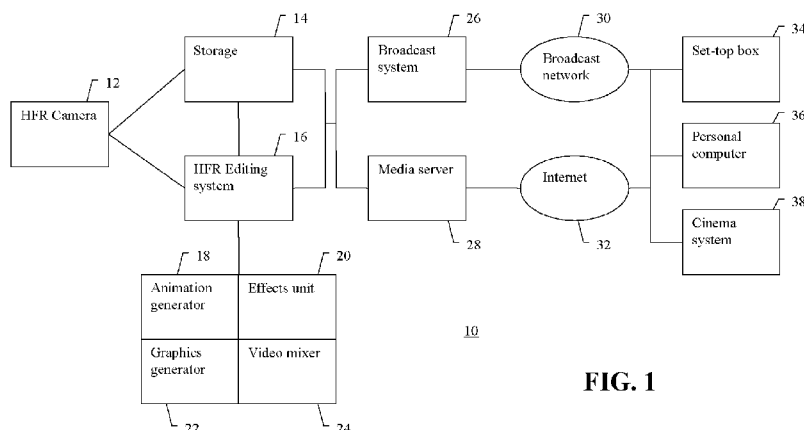 14
26
30
34
Storage
Broadcast
system
Broadcast
network
Set-top box
12
HFR Camera
16
36
HFR Editing
system
Media server
Internet
Personal
computer
38
28
32
Cinema
system
18
20
Animation
generator
Effects unit
Graphics
generator
Video mixer
10
22
24
FIG. 1